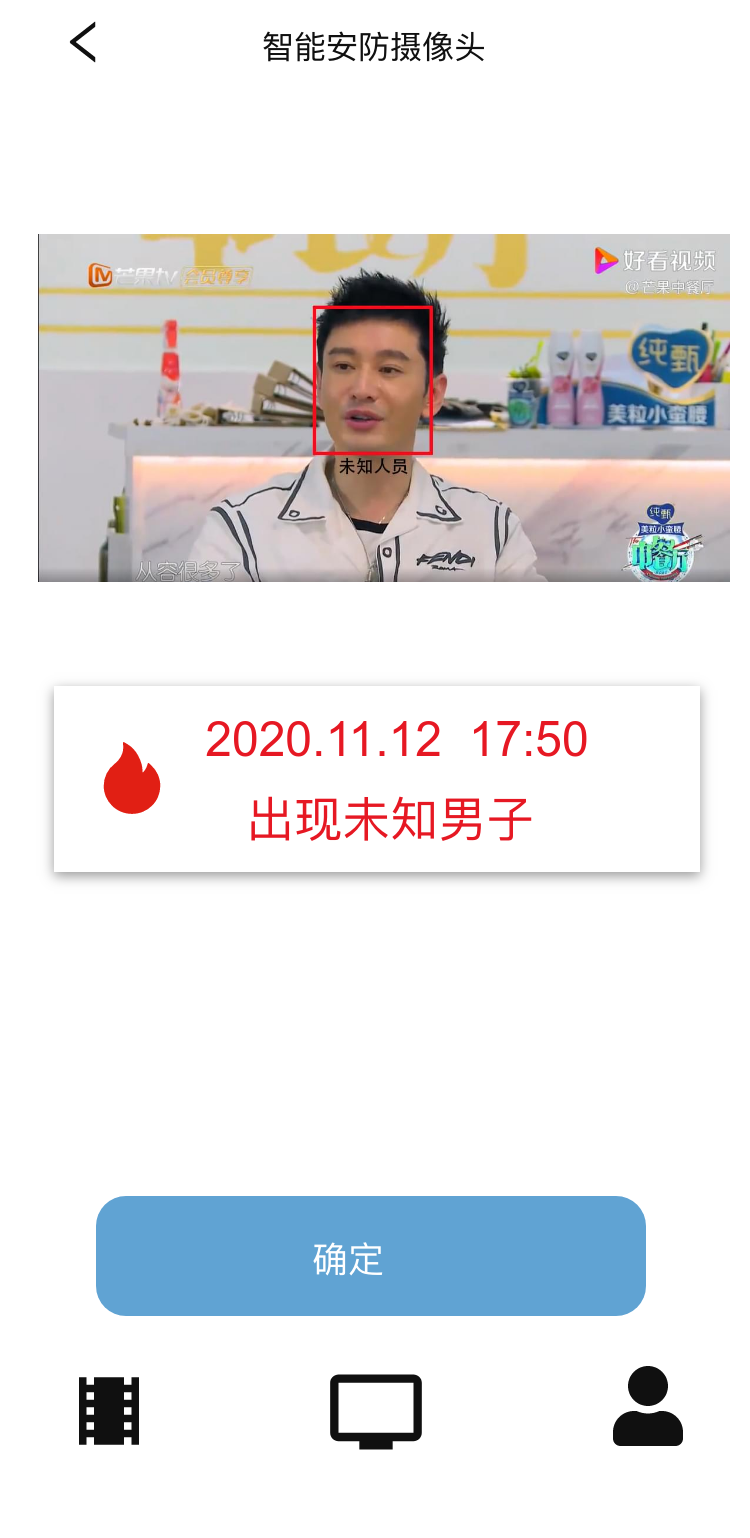 智能安防摄像头
芒果tv 会员尊享
好看视频
@芒果中餐厅
纯甄
美粒小蛮腰
未知人员
纯甄
美粒小蛮腰
中餐厅
FENDI
ROMA
从容很多了
2020.11.12 17:50
出现未知男子
确定